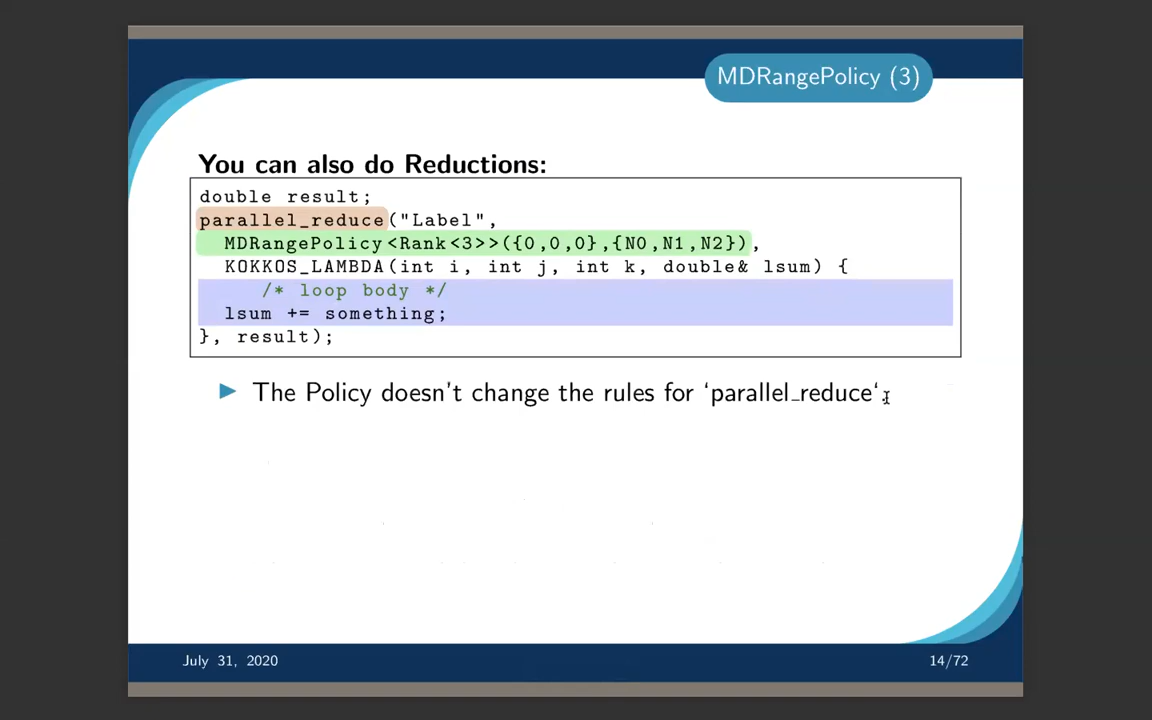 MDRangePolicy (3)
You can also do Reductions:
double result;
parallel_reduce("Label",
MDRangePolicy<Rank<3>>({0,0,0},{N0,N1,N2}),
KOKKOS_LAMBDA(int i, int j, int k, double& lsum) {
/* loop body */
lsum += something;
}, result);
The Policy doesn't change the rules for ‘parallel_reduce‘.
July 31, 2020
14/72